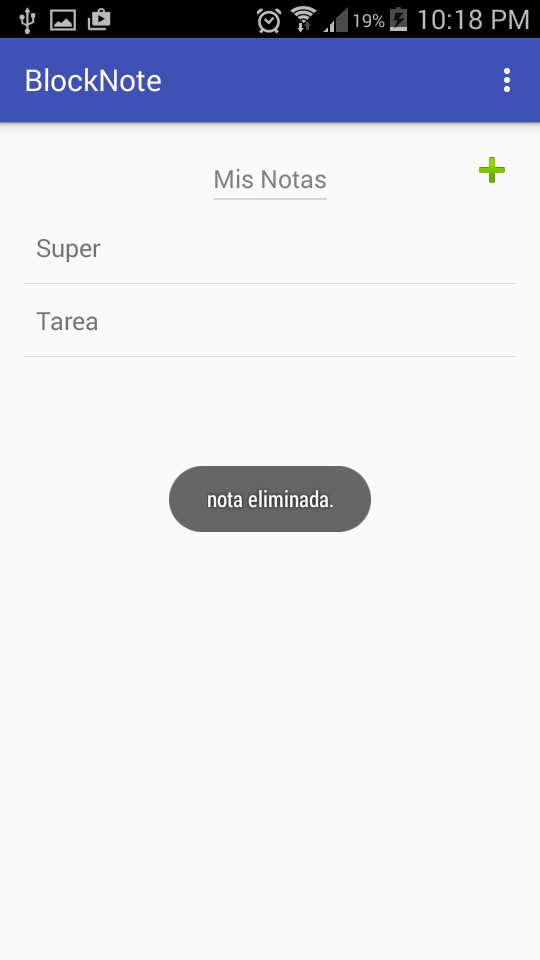 19% 10:18 PM
BlockNote
Mis Notas
Super
Tarea
nota eliminada.